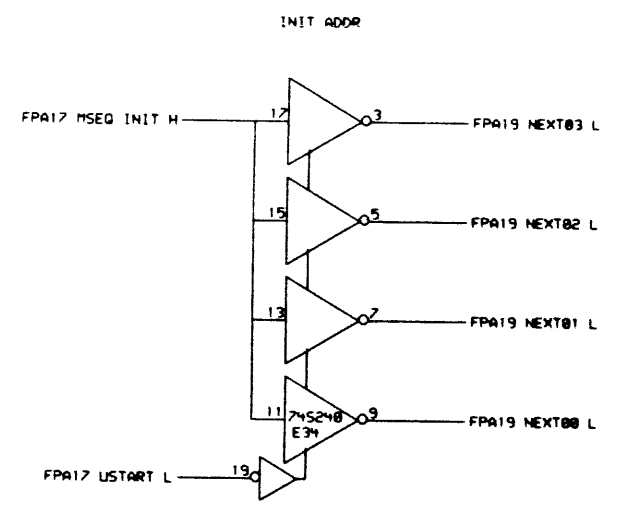 INIT ADDR
FPA17 MSEQ INIT H
17
3
FPA19 NEXT03 L
15
5
FPA19 NEXT02 L
13
7
FPA19 NEXT01 L
11
74S240
E34
9
FPA19 NEXT00 L
FPA17 USTART L
19